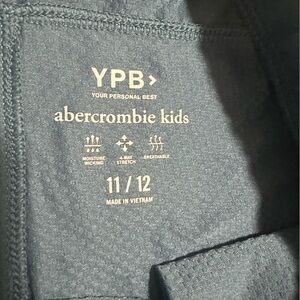 YPB>
YOUR PERSONAL BEST
abercrombie kids
MOISTURE WICKING 4-WAY STRETCH BREATHABLE
11 / 12
MADE IN VIETNAM